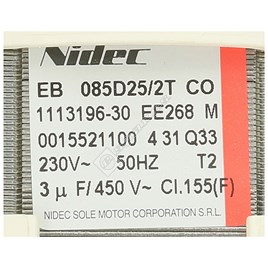 Nidec
EB 085D25/2T CO
1113196-30 EE268 M
0015521100 4 31 Q33
230V~ 50HZ T2
3 µ F/ 450 V~ Cl.155(F)
NIDEC SOLE MOTOR CORPORATION S.R.L.